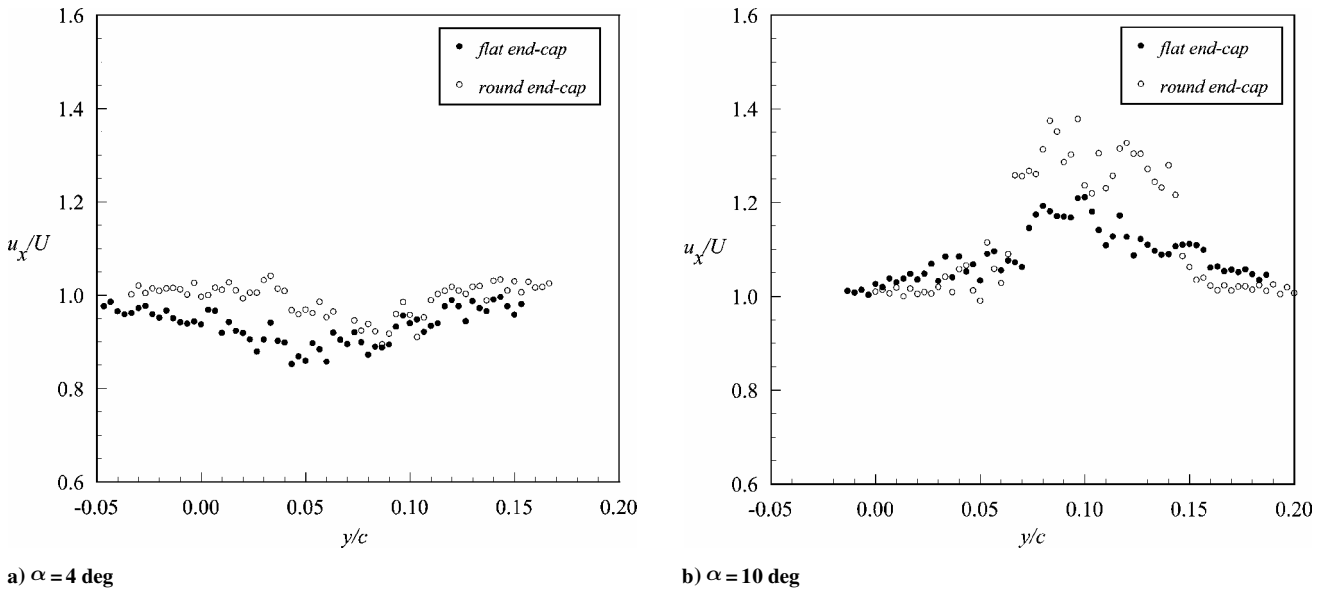 1.6
1.4
1.2
1.0
0.8
0.6
u_x/U
-0.05
0.00
0.05
0.10
0.15
0.20
y/c
flat end-cap
round end-cap
a) α = 4 deg
1.6
1.4
1.2
1.0
0.8
0.6
u_x/U
-0.05
0.00
0.05
0.10
0.15
0.20
y/c
flat end-cap
round end-cap
b) α = 10 deg